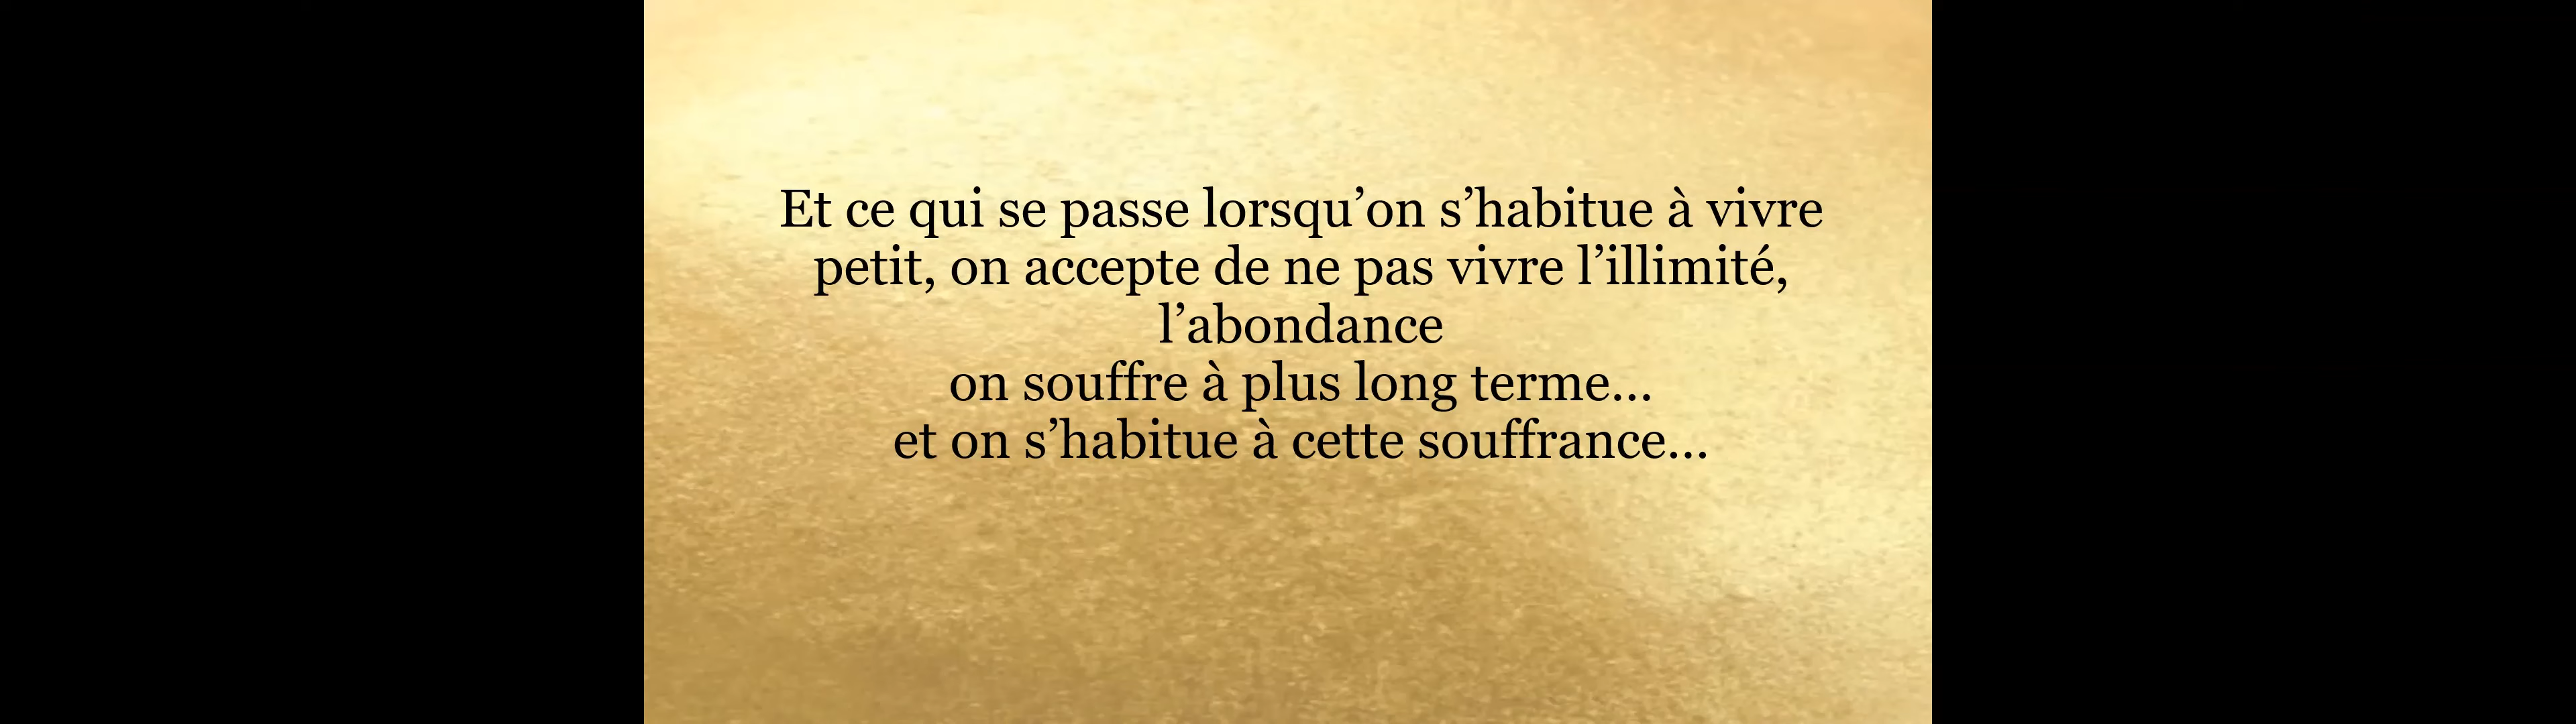 Et ce qui se passe lorsqu’on s’habitue à vivre
petit, on accepte de ne pas vivre l’illimité,
l’abondance
on souffre à plus long terme...
et on s’habitue à cette souffrance...